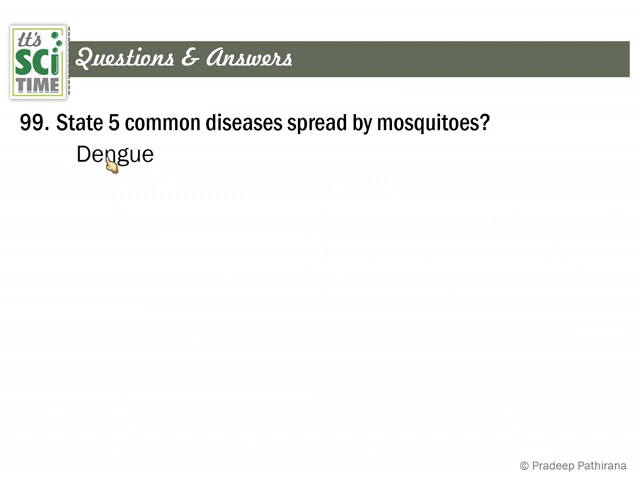 It's
SCi
TIME
Questions & Answers
99. State 5 common diseases spread by mosquitoes?
Dengue
© Pradeep Pathirana